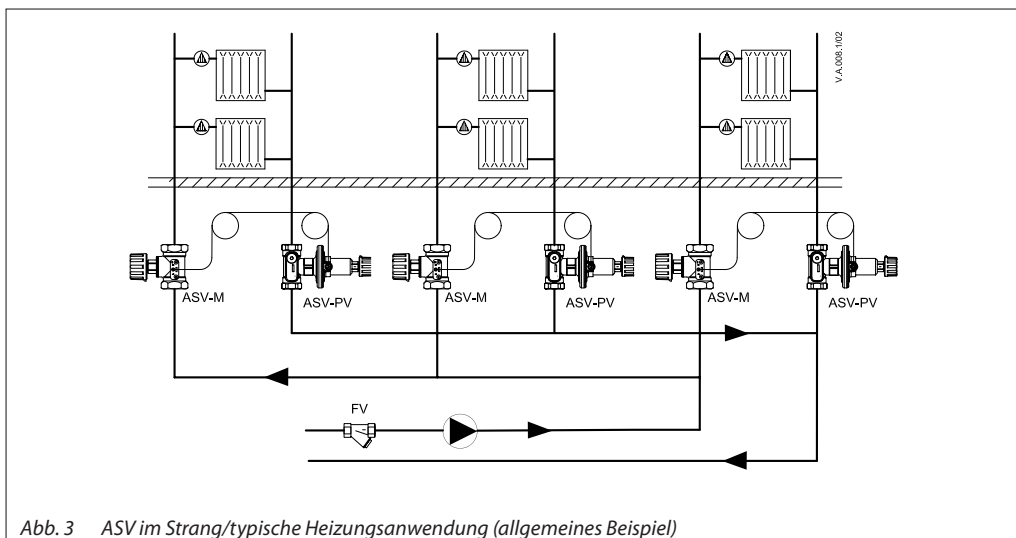 V.A.008.1/02
ASV-M
ASV-PV
ASV-M
ASV-PV
ASV-M
ASV-PV
FV
Abb. 3 ASV im Strang/typische Heizungsanwendung (allgemeines Beispiel)